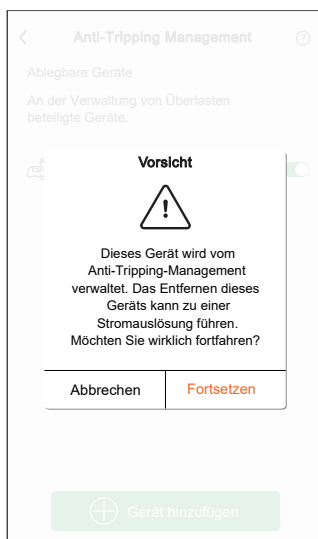 Anti-Tripping Management
Ablegbare Geräte
An der Verwaltung von Überlasten
beteiligte Geräte.
Vorsicht
Dieses Gerät wird vom
Anti-Tripping-Management
verwaltet. Das Entfernen dieses
Geräts kann zu einer
Stromauslösung führen.
Möchten Sie wirklich fortfahren?
Abbrechen
Fortsetzen
Gerät hinzufügen